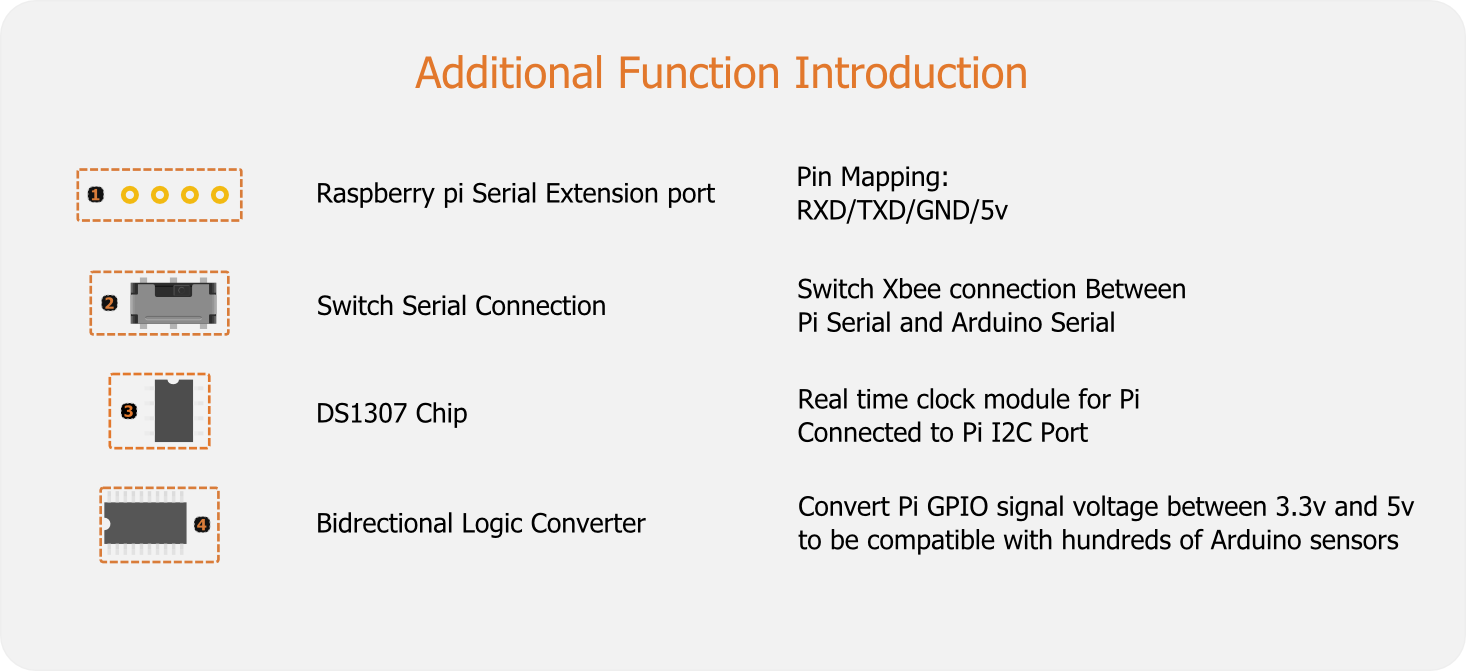 Additional Function Introduction
1
Raspberry pi Serial Extension port
Pin Mapping:
RXD/TXD/GND/5v
2
Switch Serial Connection
Switch Xbee connection Between
Pi Serial and Arduino Serial
3
DS1307 Chip
Real time clock module for Pi
Connected to Pi I2C Port
4
Bidrectional Logic Converter
Convert Pi GPIO signal voltage between 3.3v and 5v
to be compatible with hundreds of Arduino sensors